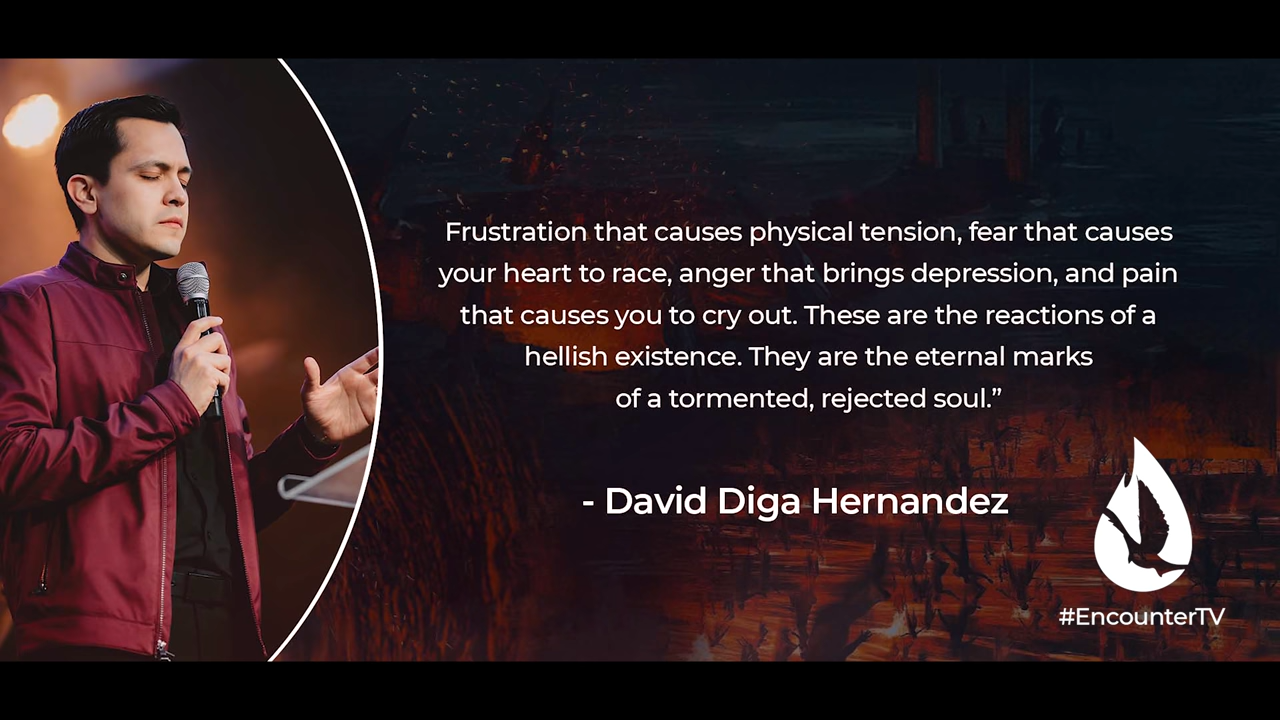 Frustration that causes physical tension, fear that causes
your heart to race, anger that brings depression, and pain
that causes you to cry out. These are the reactions of a
hellish existence. They are the eternal marks
of a tormented, rejected soul.”
- David Diga Hernandez
#EncounterTV